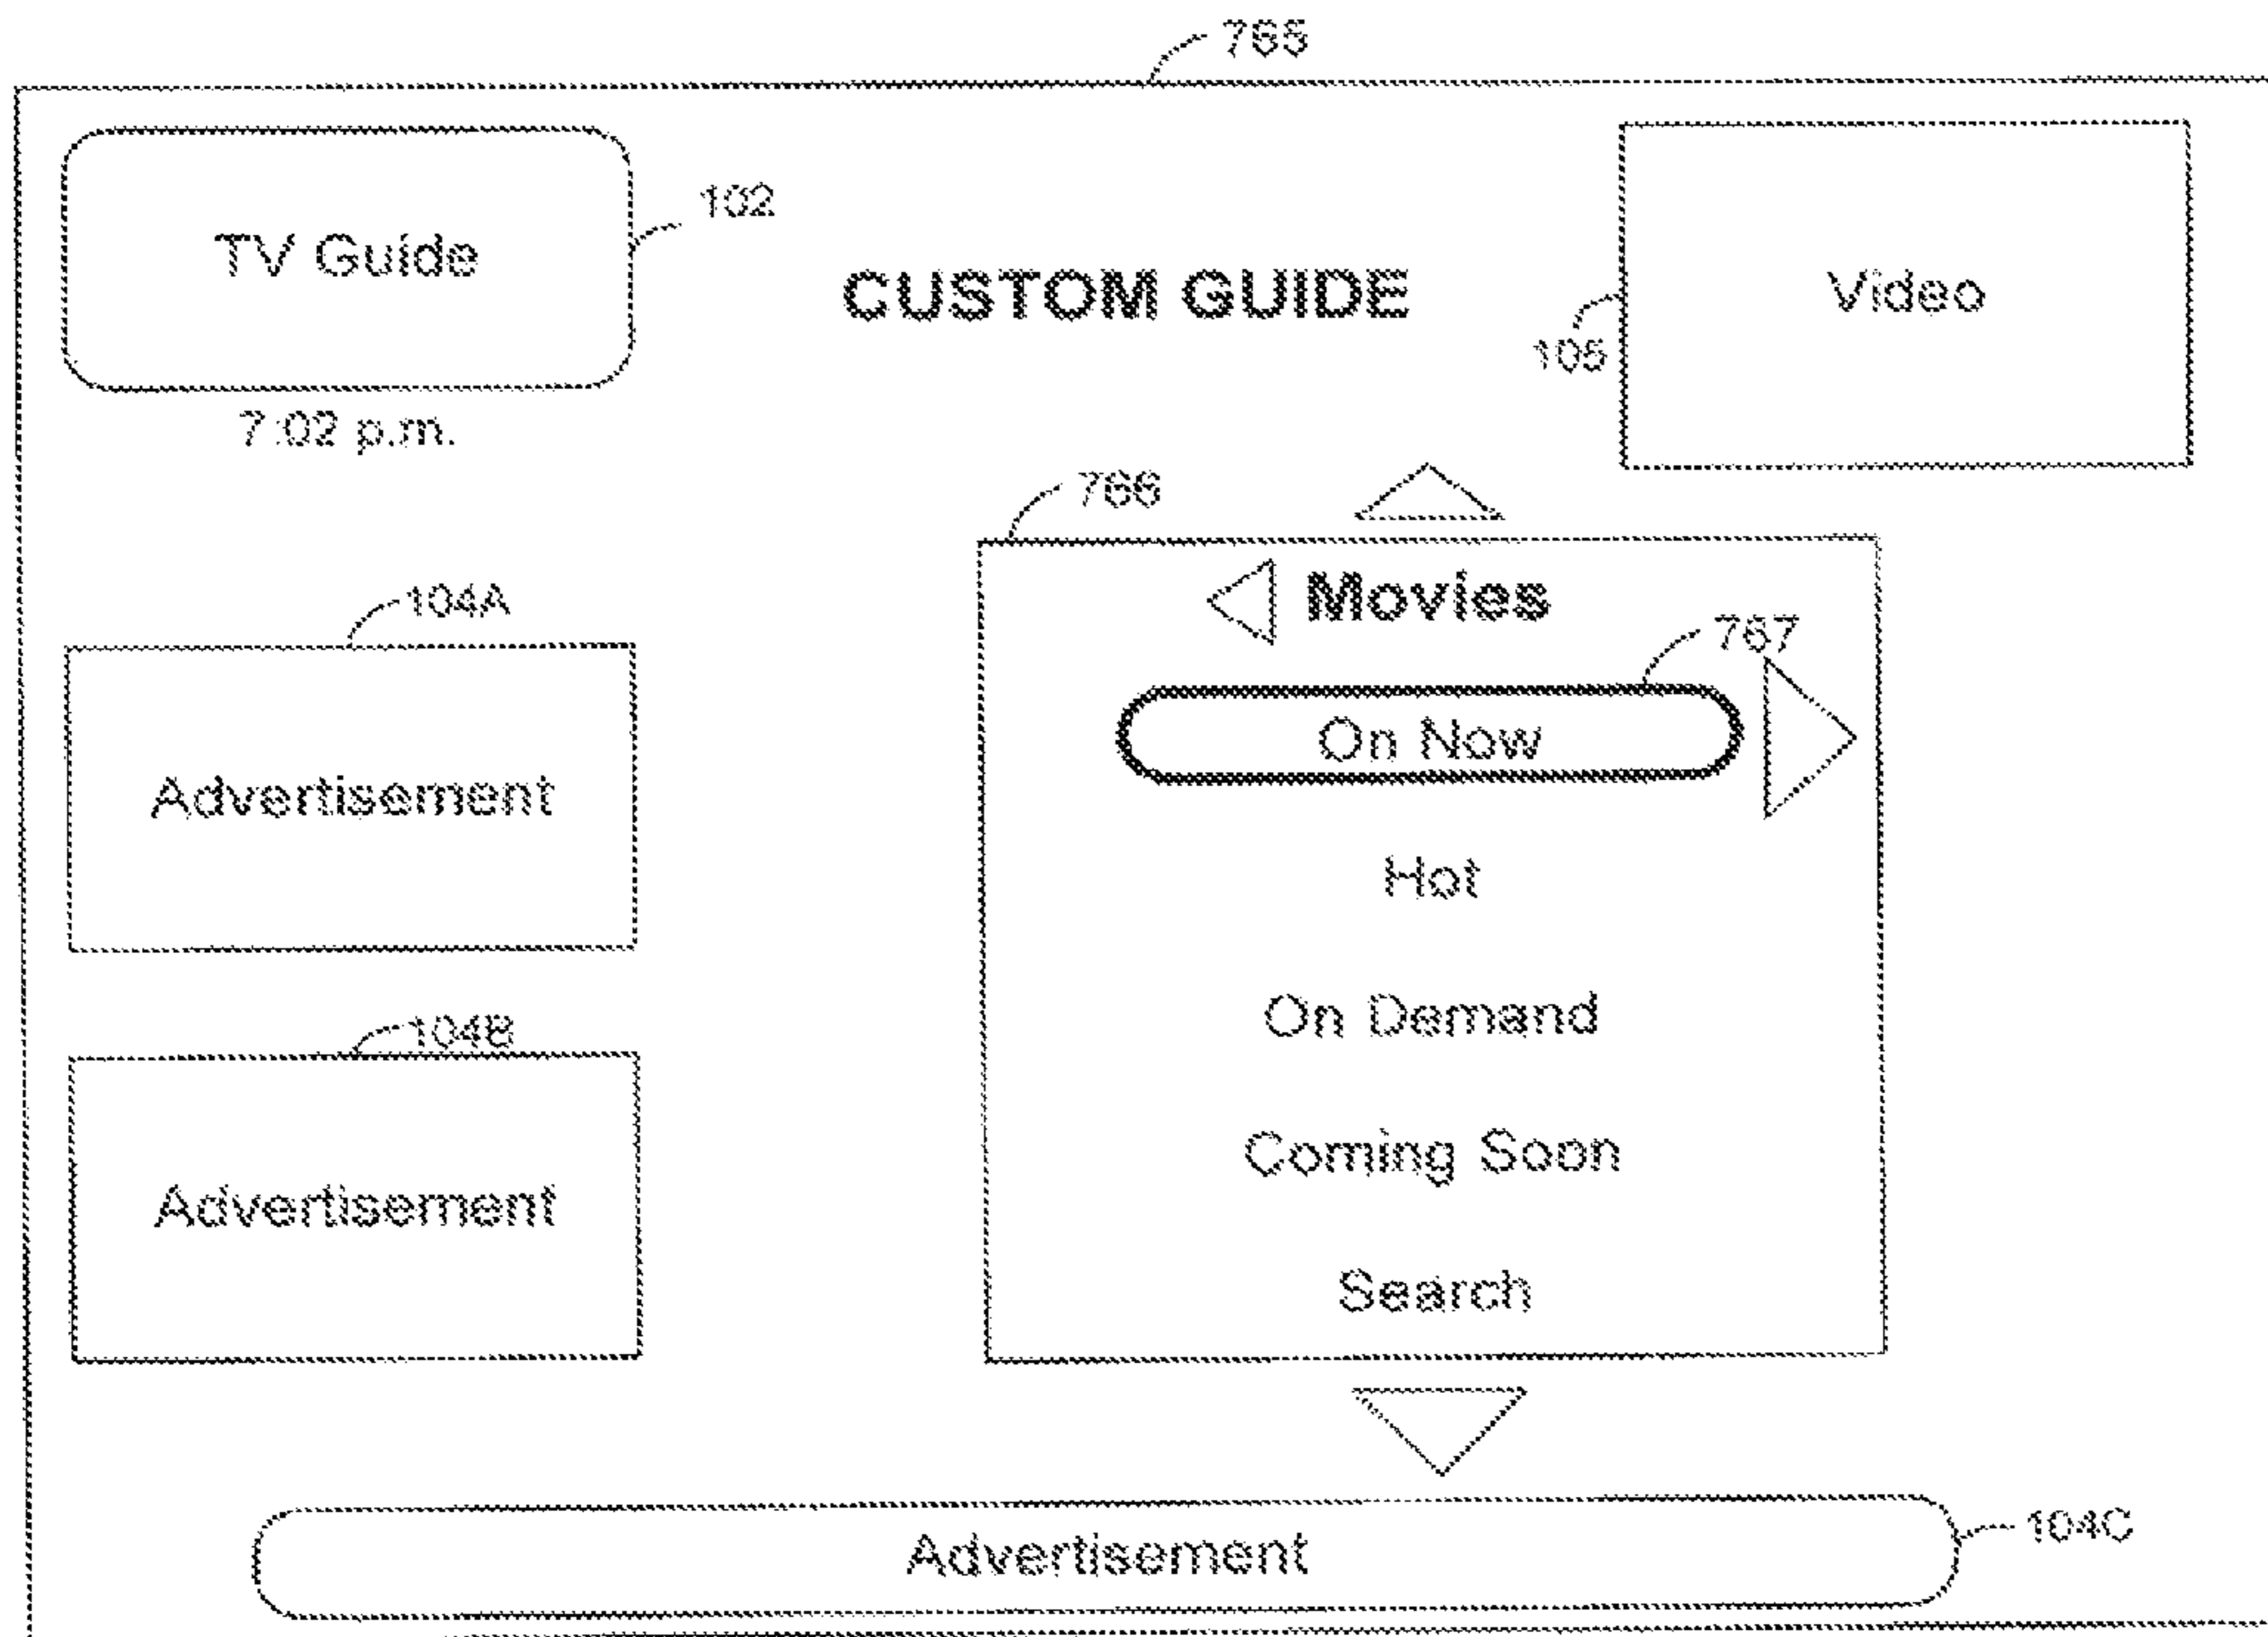 765
TV Guide
102
CUSTOM GUIDE
Video
105
7:02 p.m.
766
Movies
104A
767
On Now
Advertisement
Hot
On Demand
104B
Coming Soon
Advertisement
Search
Advertisement
104C